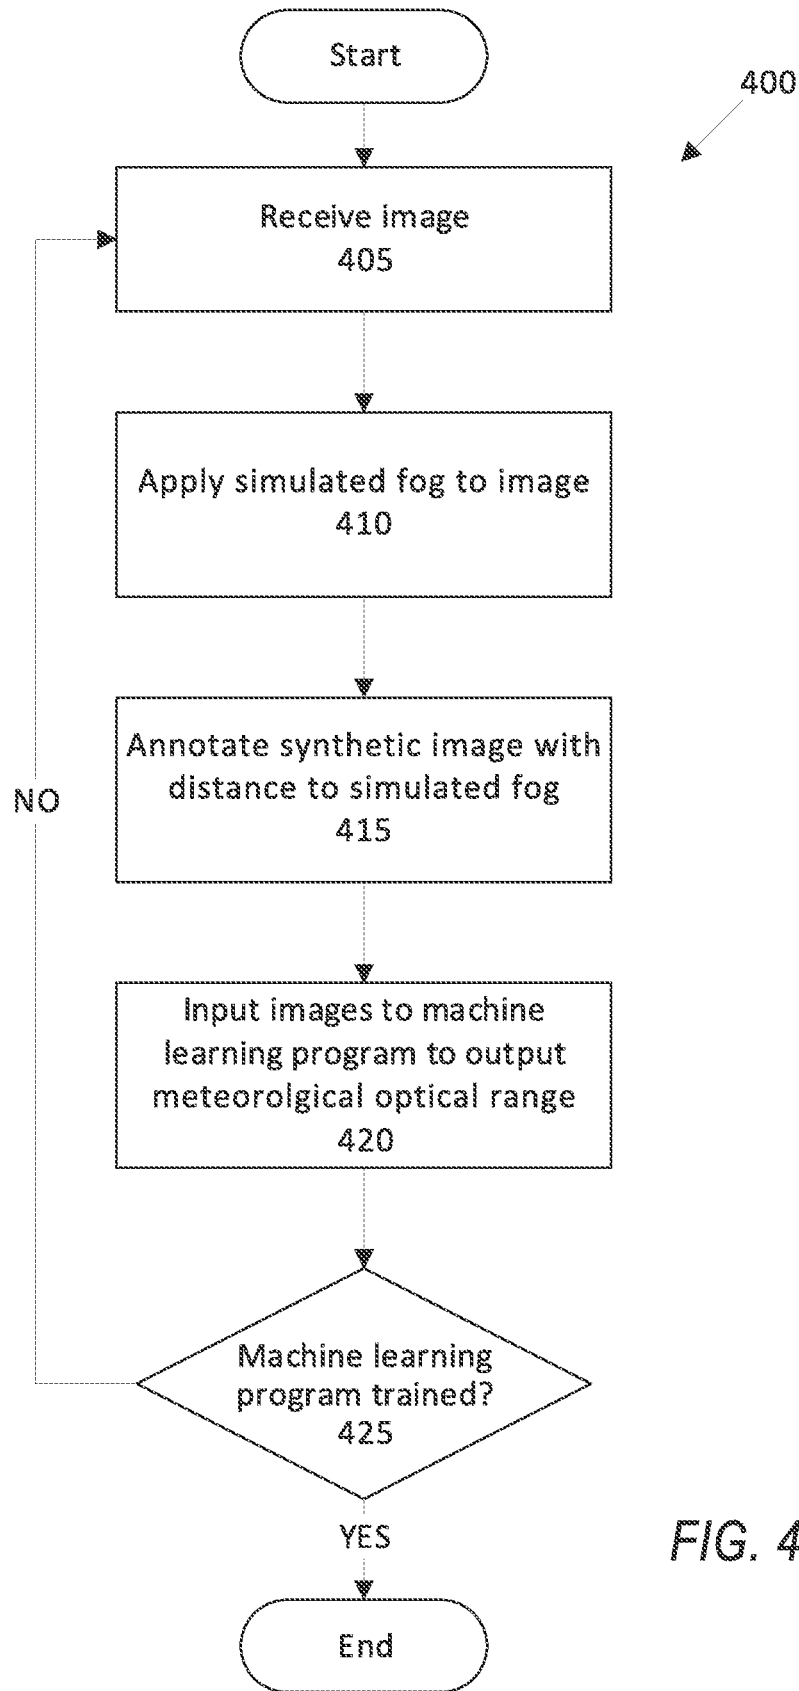 Start
400
Receive image
405
Apply simulated fog to image
410
Annotate synthetic image with
distance to simulated fog
415
NO
Input images to machine
learning program to output
meteorolgical optical range
420
Machine learning
program trained?
425
YES
FIG. 4
End